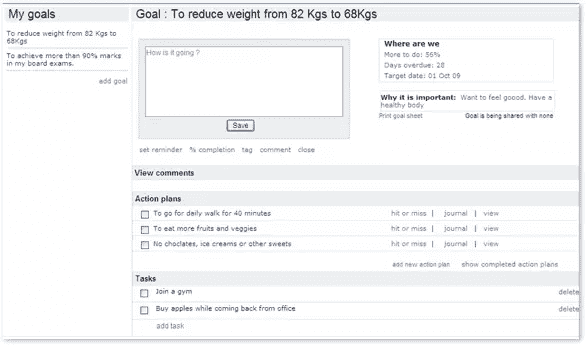 My goals
To reduce weight from 82 Kgs to
68Kgs
To achieve more than 90% marks
in my board exams.
add goal
Goal : To reduce weight from 82 Kgs to 68Kgs
How is it going ?
Save
set reminder % completion tag comment close
Where are we
More to do: 56%
Days overdue: 28
Target date: 01 Oct 09
Why it is important: Want to feel goood. Have a
healthy body
Print goal sheet Goal is being shared with none
View comments
Action plans
To go for daily walk for 40 minutes hit or miss | journal | view
To eat more fruits and veggies hit or miss | journal | view
No choclates, ice creams or other sweets hit or miss | journal | view
add new action plan show completed action plans
Tasks
Join a gym delete
Buy apples while coming back from office delete
add task